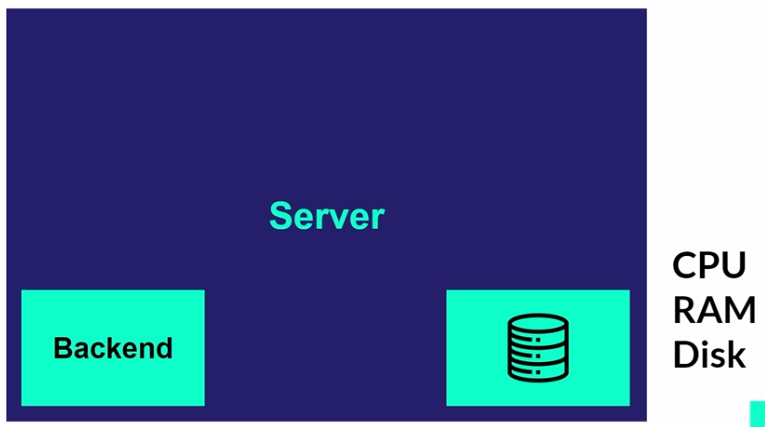 Server
Backend
CPU
RAM
Disk